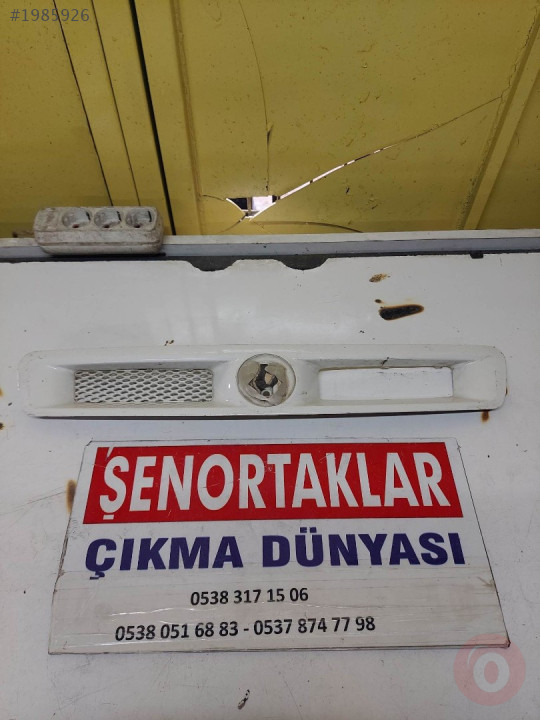 #1985926
ŞENORTAKLAR
ÇIKMA DÜNYASI
0538 317 15 06
0538 051 68 83 - 0537 874 77 98